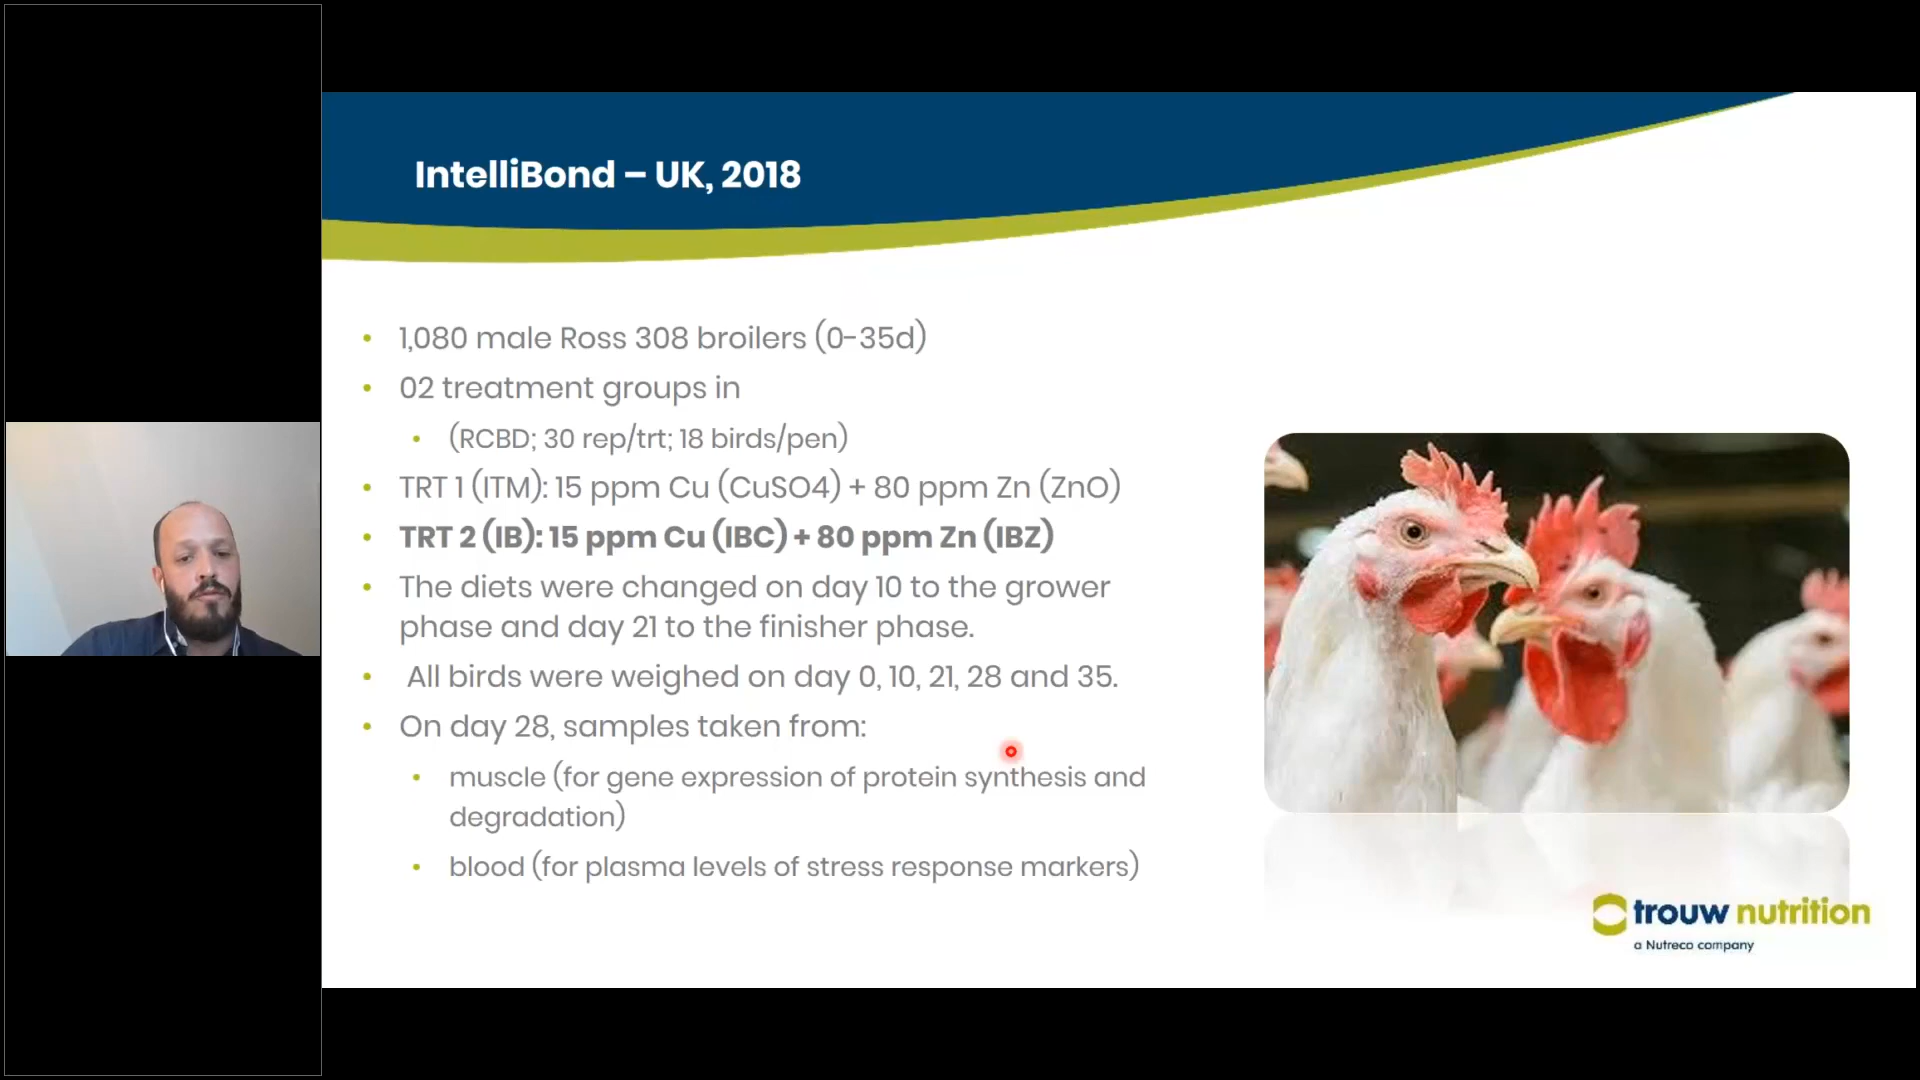 IntelliBond – UK, 2018
• 1,080 male Ross 308 broilers (0-35d)
• 02 treatment groups in
• (RCBD; 30 rep/trt; 18 birds/pen)
• TRT 1 (ITM): 15 ppm Cu (CuSO4) + 80 ppm Zn (ZnO)
• TRT 2 (IB): 15 ppm Cu (IBC) + 80 ppm Zn (IBZ)
• The diets were changed on day 10 to the grower
phase and day 21 to the finisher phase.
• All birds were weighed on day 0, 10, 21, 28 and 35.
• On day 28, samples taken from:
• muscle (for gene expression of protein synthesis and
degradation)
• blood (for plasma levels of stress response markers)
trouw nutrition
a Nutreco company